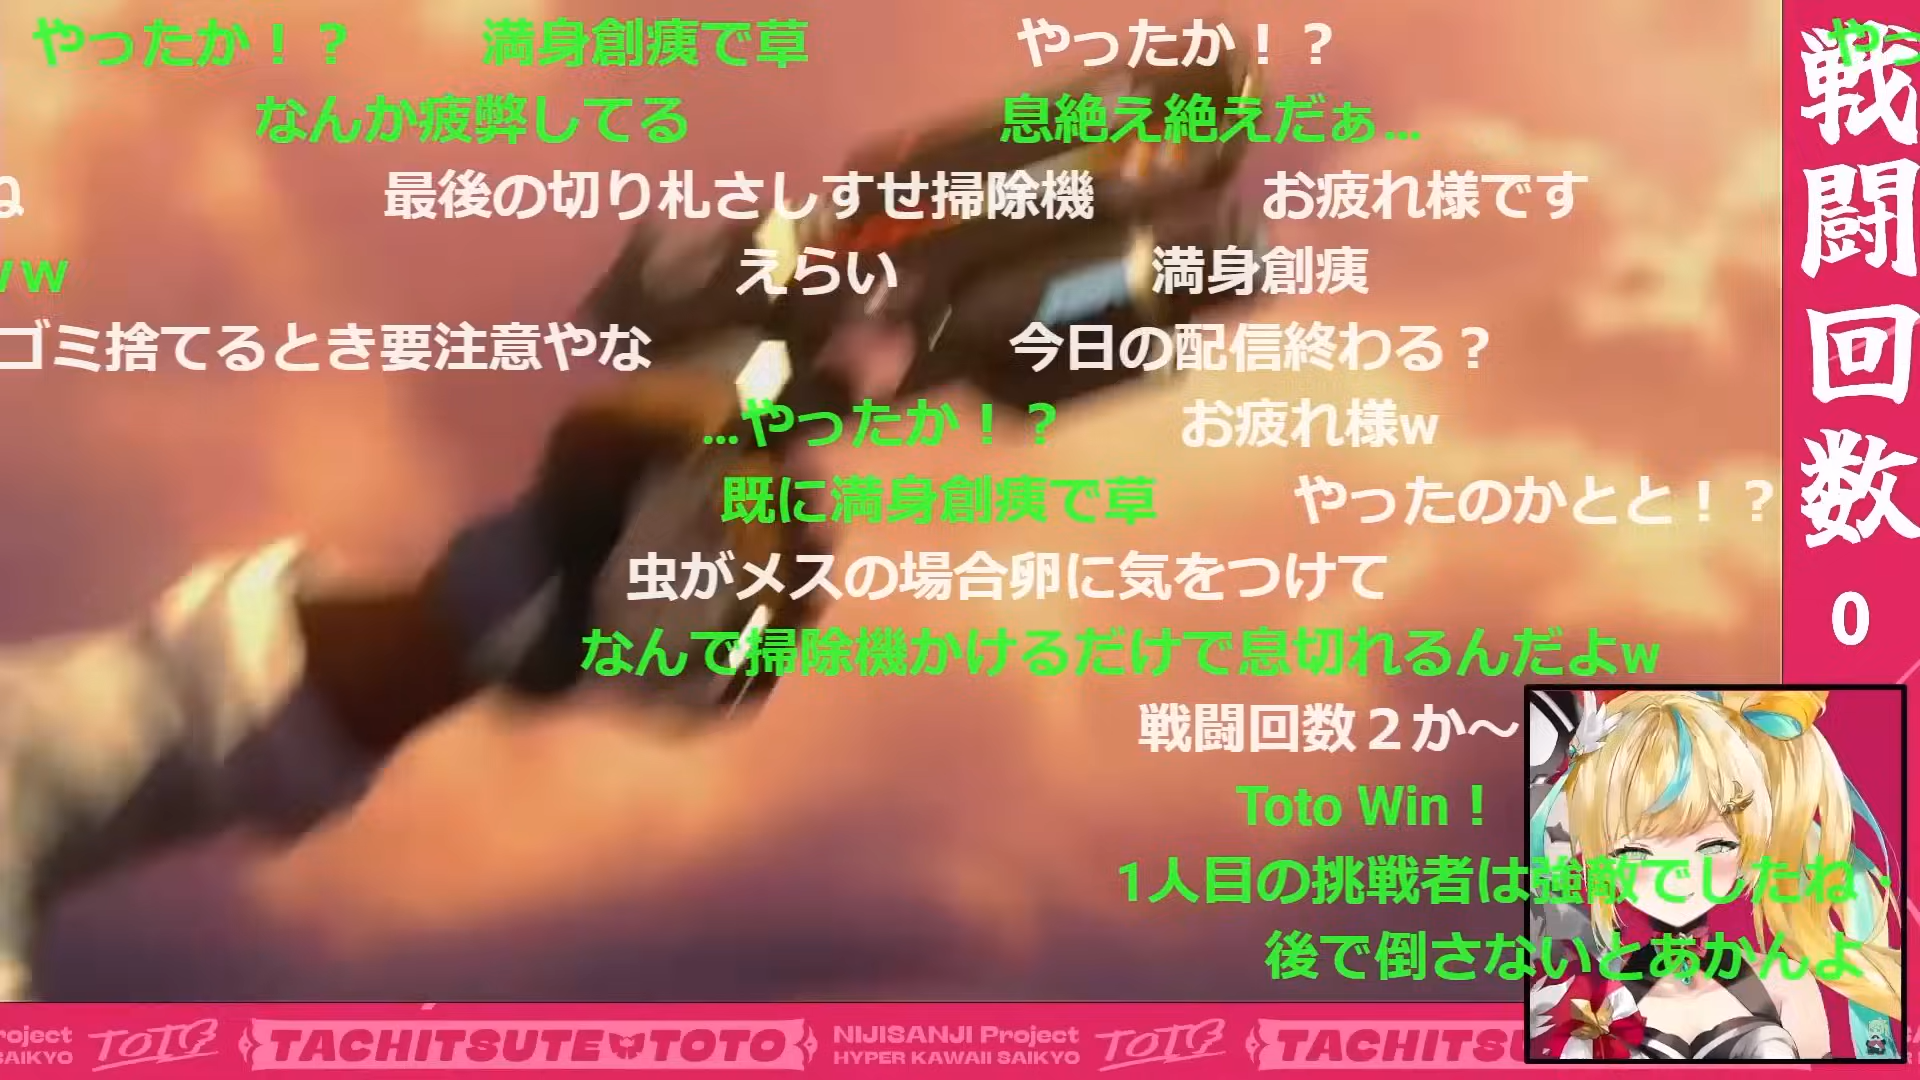 やったか！？ 満身創痍で草 やったか！？ やっ
なんか疲弊してる 息絶え絶えだぁ...
ね 最後の切り札さしすせ掃除機 お疲れ様です
ww えらい 満身創痍
ゴミ捨てるとき要注意やな 今日の配信終わる？
...やったか！？ お疲れ様w
既に満身創痍で草 やったのかとと！？
虫がメスの場合卵に気をつけて
なんで掃除機かけるだけで息切れるんだよw
戦闘回数２か～
Toto Win！
1人目の挑戦者は強敵でしたね・
後で倒さないとあかんよ
戦闘回数
0
roject
SAIKYO
TOTO
TACHITSUTE TOTO
NIJISANJI Project
HYPER KAWAII SAIKYO
TOTO
TACHITSU